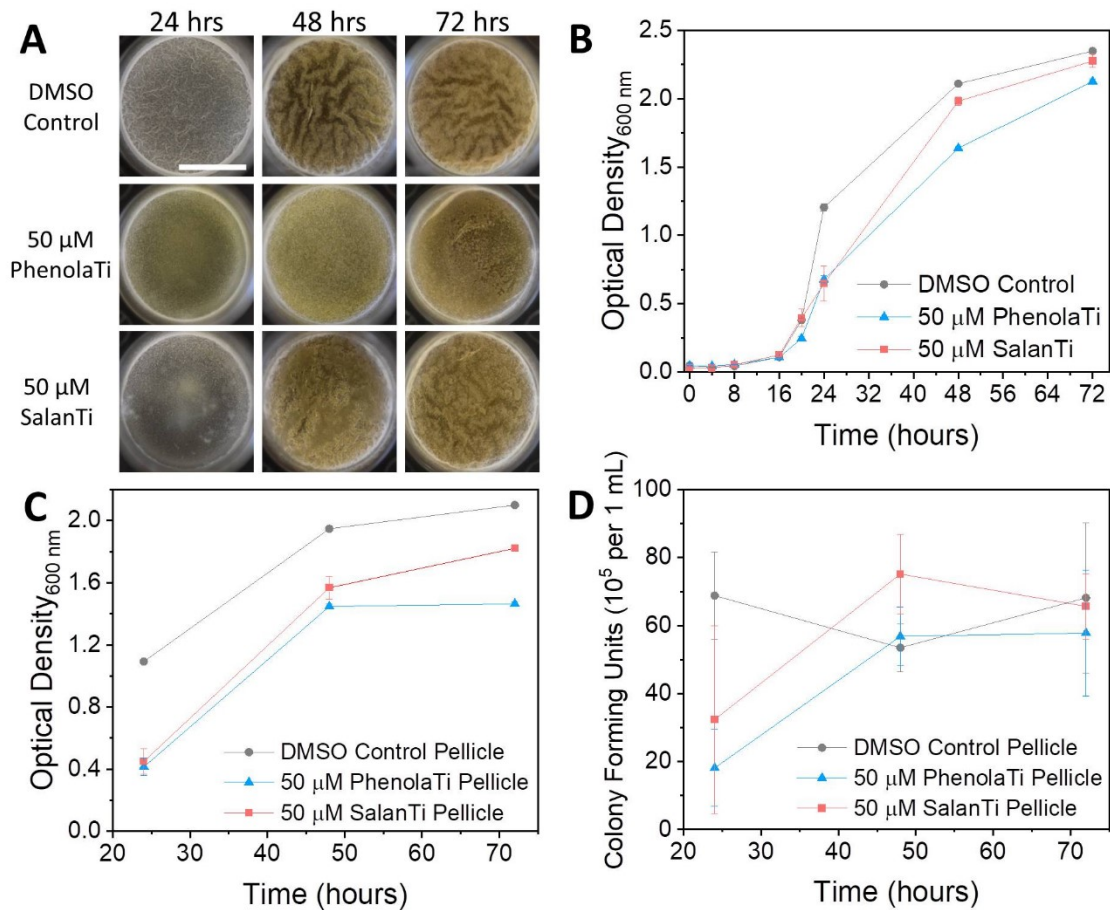 A
24 hrs
48 hrs
72 hrs
DMSO
Control
50 µM
PhenolaTi
50 µM
SalanTi
B
2.5
2.0
1.5
1.0
0.5
0.0
Optical Density600 nm
DMSO Control
50 µM PhenolaTi
50 µM SalanTi
0 8 16 24 32 40 48 56 64 72
Time (hours)
C
2.0
1.6
1.2
0.8
0.4
0.0
Optical Density600 nm
DMSO Control Pellicle
50 µM PhenolaTi Pellicle
50 µM SalanTi Pellicle
20 30 40 50 60 70
Time (hours)
D
100
80
60
40
20
0
Colony Forming Units (10⁵ per 1 mL)
DMSO Control Pellicle
50 µM PhenolaTi Pellicle
50 µM SalanTi Pellicle
20 30 40 50 60 70
Time (hours)